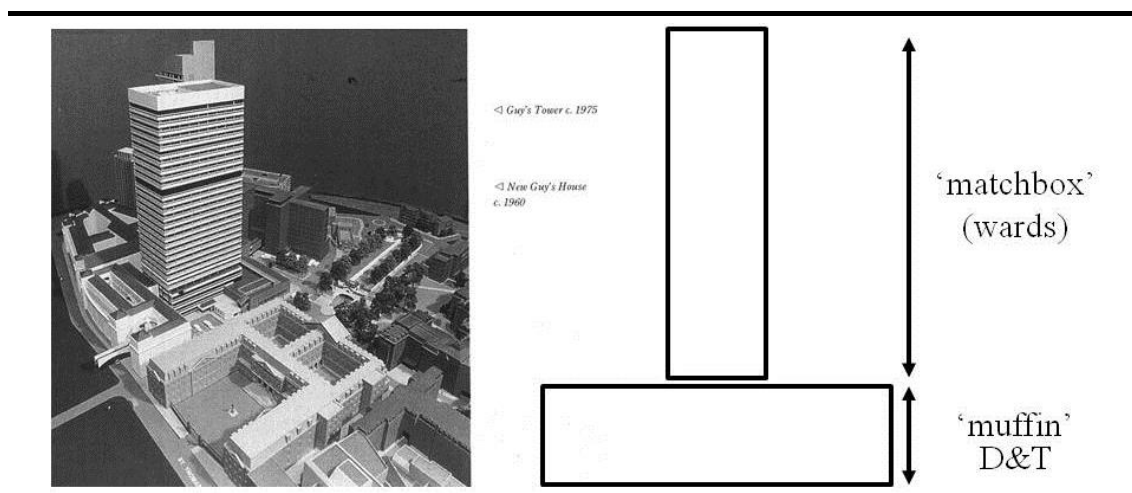 ◁ Guy's Tower c. 1975
◁ New Guy's House
c. 1960
'matchbox'
(wards)
'muffin'
D&T